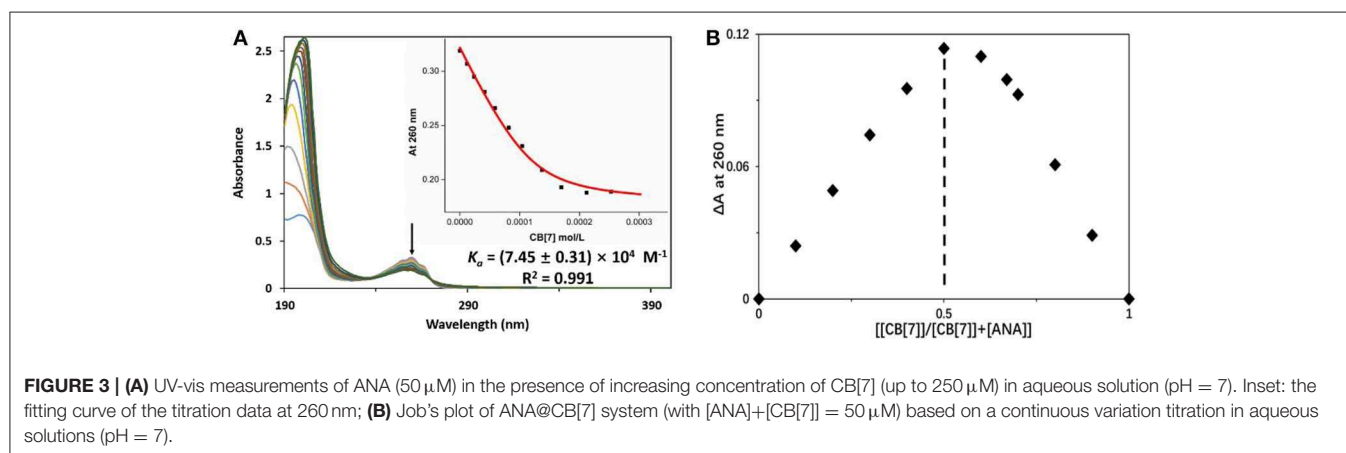 A
2.5
2
1.5
1
0.5
0
Absorbance
190
290
390
Wavelength (nm)
0.30
0.25
0.20
At 260 nm
0.0000
0.0001
0.0002
0.0003
CB[7] mol/L
Kₐ = (7.45 ± 0.31) × 10⁴ M⁻¹
R² = 0.991
B
0.12
0.06
0
ΔA at 260 nm
0
0.5
1
[[CB[7]]/[CB[7]]+[ANA]]
FIGURE 3 | (A) UV-vis measurements of ANA (50 μM) in the presence of increasing concentration of CB[7] (up to 250 μM) in aqueous solution (pH = 7). Inset: the
fitting curve of the titration data at 260 nm; (B) Job's plot of ANA@CB[7] system (with [ANA]+[CB[7]] = 50 μM) based on a continuous variation titration in aqueous
solutions (pH = 7).